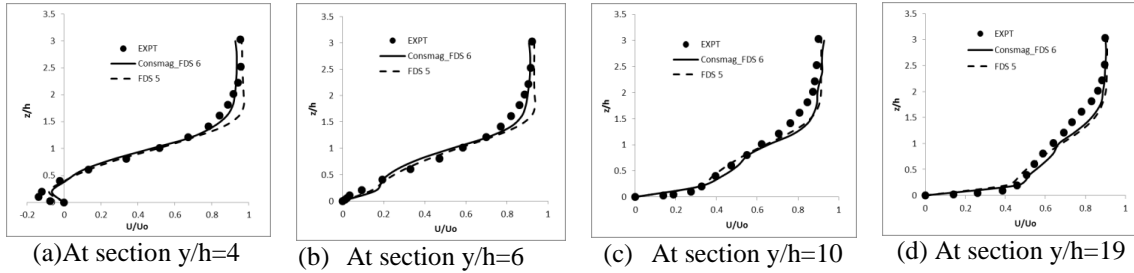 3.5
3
2.5
2
1.5
1
0.5
0
z/h
-0.2 0 0.2 0.4 0.6 0.8 1
U/Uo
EXPT
Consmag_FDS 6
FDS 5
(a)At section y/h=4
3.5
3
2.5
2
1.5
1
0.5
0
z/h
0 0.2 0.4 0.6 0.8 1
U/Uo
EXPT
Consmag_FDS 6
FDS 5
(b) At section y/h=6
3.5
3
2.5
2
1.5
1
0.5
0
z/h
0 0.2 0.4 0.6 0.8 1
U/Uo
EXPT
Consmag_FDS 6
FDS 5
(c) At section y/h=10
3.5
3
2.5
2
1.5
1
0.5
0
z/h
0 0.2 0.4 0.6 0.8 1
U/Uo
EXPT
Consmag_FDS 6
FDS 5
(d) At section y/h=19